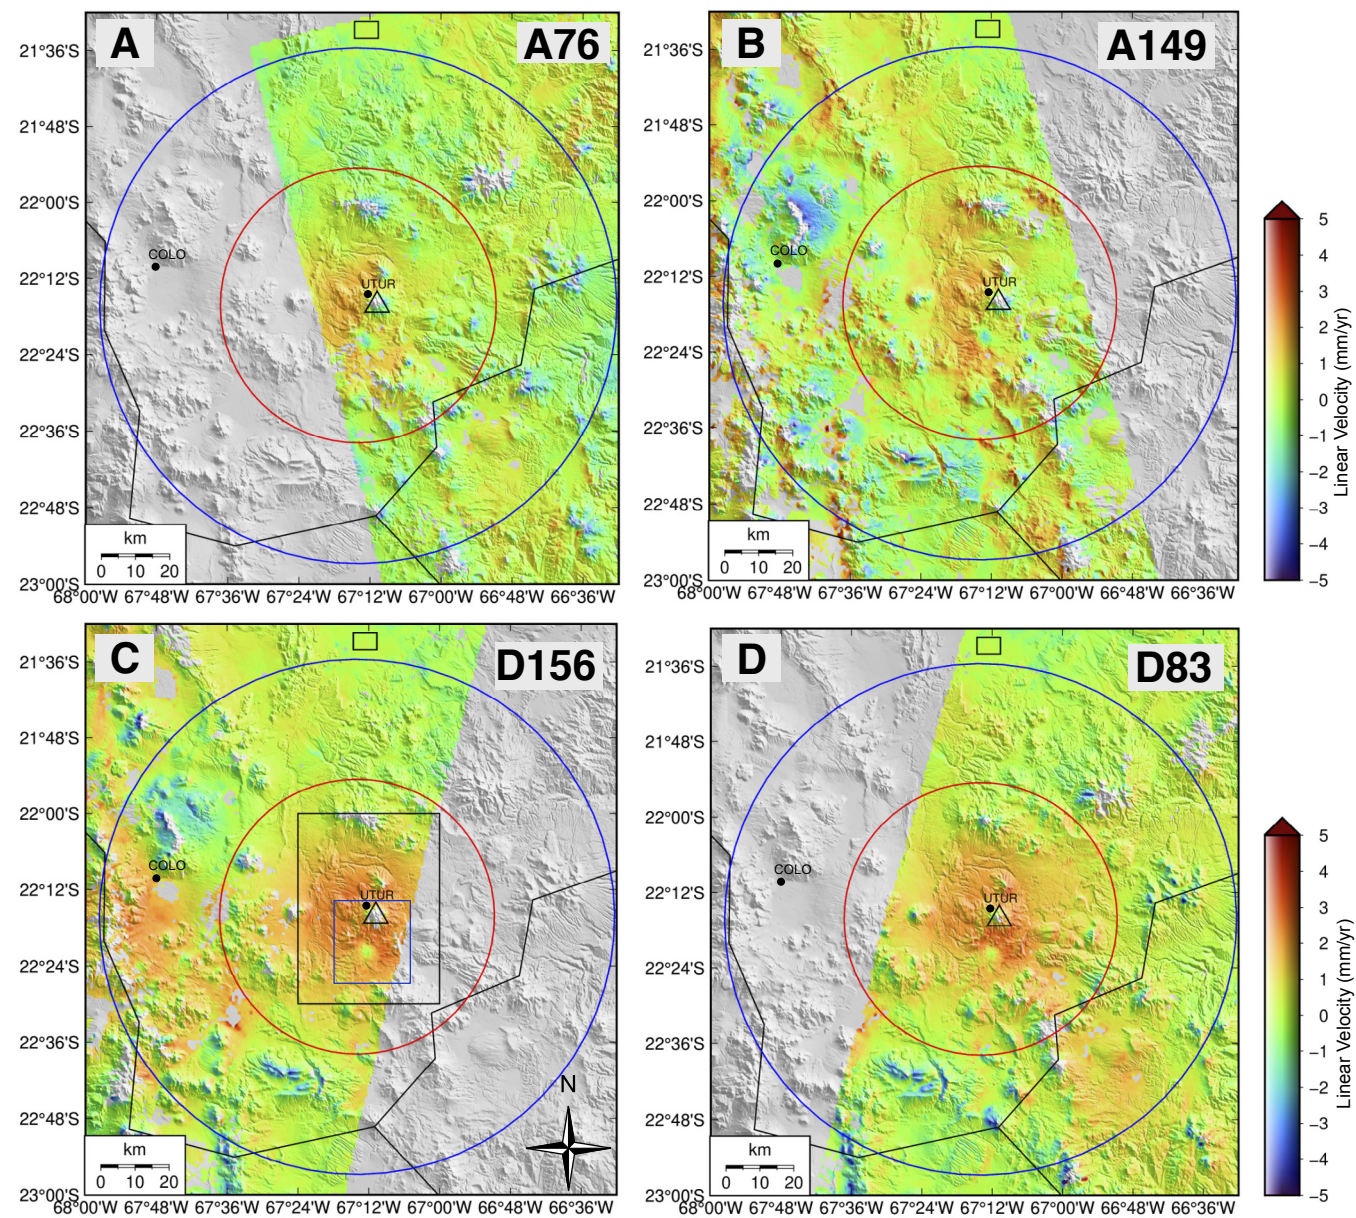 A
A76
21°36'S
21°48'S
22°00'S
22°12'S
22°24'S
22°36'S
22°48'S
23°00'S
COLO
UTUR
km
0 10 20
68°00'W 67°48'W 67°36'W 67°24'W 67°12'W 67°00'W 66°48'W 66°36'W
B
A149
21°36'S
21°48'S
22°00'S
22°12'S
22°24'S
22°36'S
22°48'S
23°00'S
COLO
UTUR
km
0 10 20
68°00'W 67°48'W 67°36'W 67°24'W 67°12'W 67°00'W 66°48'W 66°36'W
5
4
3
2
1
0
−1
−2
−3
−4
−5
Linear Velocity (mm/yr)
C
D156
21°36'S
21°48'S
22°00'S
22°12'S
22°24'S
22°36'S
22°48'S
23°00'S
COLO
UTUR
N
km
0 10 20
68°00'W 67°48'W 67°36'W 67°24'W 67°12'W 67°00'W 66°48'W 66°36'W
D
D83
21°36'S
21°48'S
22°00'S
22°12'S
22°24'S
22°36'S
22°48'S
23°00'S
COLO
UTUR
km
0 10 20
68°00'W 67°48'W 67°36'W 67°24'W 67°12'W 67°00'W 66°48'W 66°36'W
5
4
3
2
1
0
−1
−2
−3
−4
−5
Linear Velocity (mm/yr)